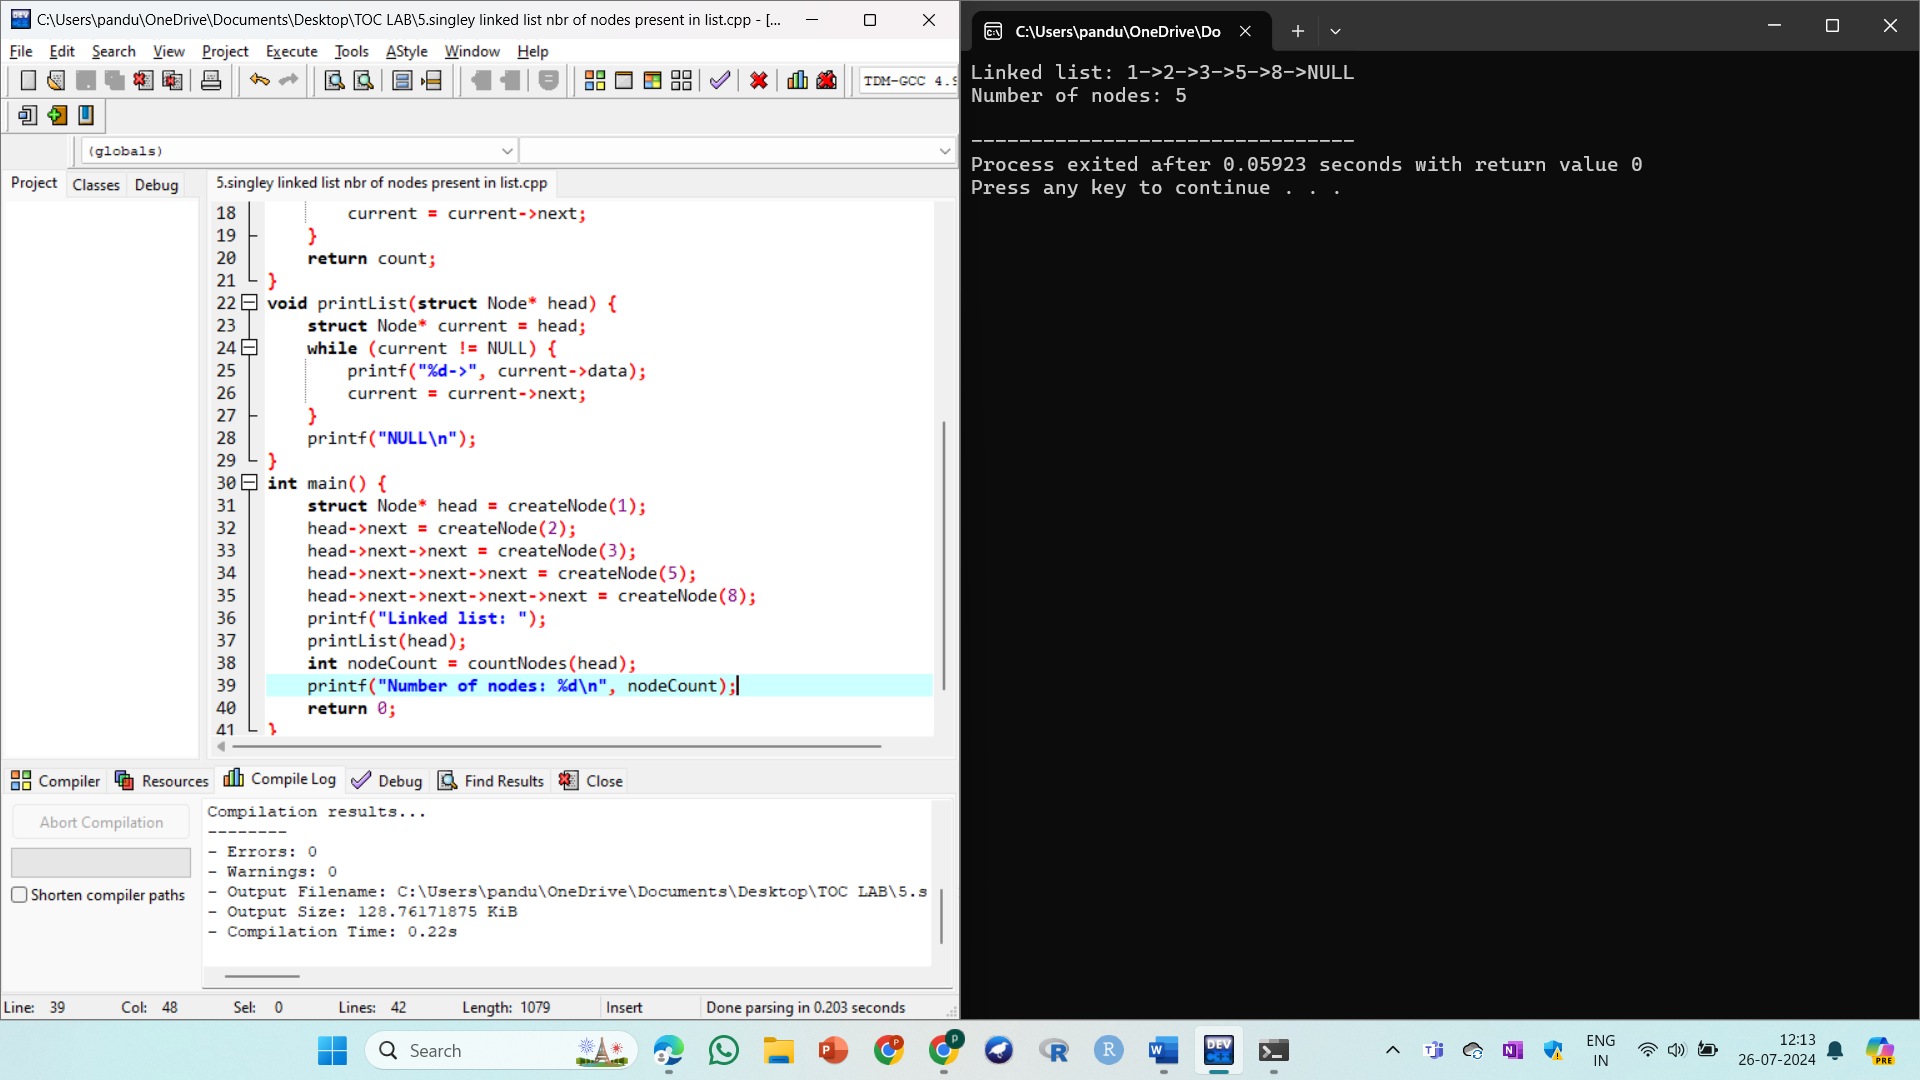 C:\Users\pandu\OneDrive\Documents\Desktop\TOC LAB\5.singley linked list nbr of nodes present in list.cpp - [...
File Edit Search View Project Execute Tools AStyle Window Help
TDM-GCC 4.9
(globals)
Project Classes Debug
5.singley linked list nbr of nodes present in list.cpp
18 current = current->next;
19 }
20 return count;
21 }
22 void printList(struct Node* head) {
23 struct Node* current = head;
24 while (current != NULL) {
25 printf("%d->", current->data);
26 current = current->next;
27 }
28 printf("NULL\n");
29 }
30 int main() {
31 struct Node* head = createNode(1);
32 head->next = createNode(2);
33 head->next->next = createNode(3);
34 head->next->next->next = createNode(5);
35 head->next->next->next->next = createNode(8);
36 printf("Linked list: ");
37 printList(head);
38 int nodeCount = countNodes(head);
39 printf("Number of nodes: %d\n", nodeCount);
40 return 0;
41 }
Compiler Resources Compile Log Debug Find Results Close
Abort Compilation
Shorten compiler paths
Compilation results...
--------
- Errors: 0
- Warnings: 0
- Output Filename: C:\Users\pandu\OneDrive\Documents\Desktop\TOC LAB\5.s
- Output Size: 128.76171875 KiB
- Compilation Time: 0.22s
Line: 39 Col: 48 Sel: 0 Lines: 42 Length: 1079 Insert Done parsing in 0.203 seconds
C:\Users\pandu\OneDrive\Do
Linked list: 1->2->3->5->8->NULL
Number of nodes: 5
--------------------------------
Process exited after 0.05923 seconds with return value 0
Press any key to continue . . .
Search
DEV C++
ENG
IN
12:13
26-07-2024
PRE